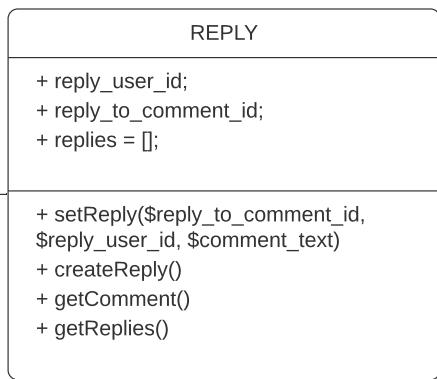 REPLY
+ reply_user_id;
+ reply_to_comment_id;
+ replies = [];
+ setReply($reply_to_comment_id,
$reply_user_id, $comment_text)
+ createReply()
+ getComment()
+ getReplies()